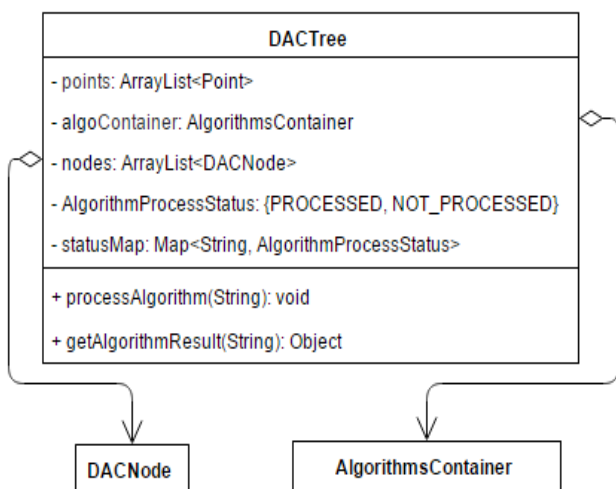 DACTree
- points: ArrayList<Point>
- algoContainer: AlgorithmsContainer
- nodes: ArrayList<DACNode>
- AlgorithmProcessStatus: {PROCESSED, NOT_PROCESSED}
- statusMap: Map<String, AlgorithmProcessStatus>
+ processAlgorithm(String): void
+ getAlgorithmResult(String): Object
DACNode
AlgorithmsContainer